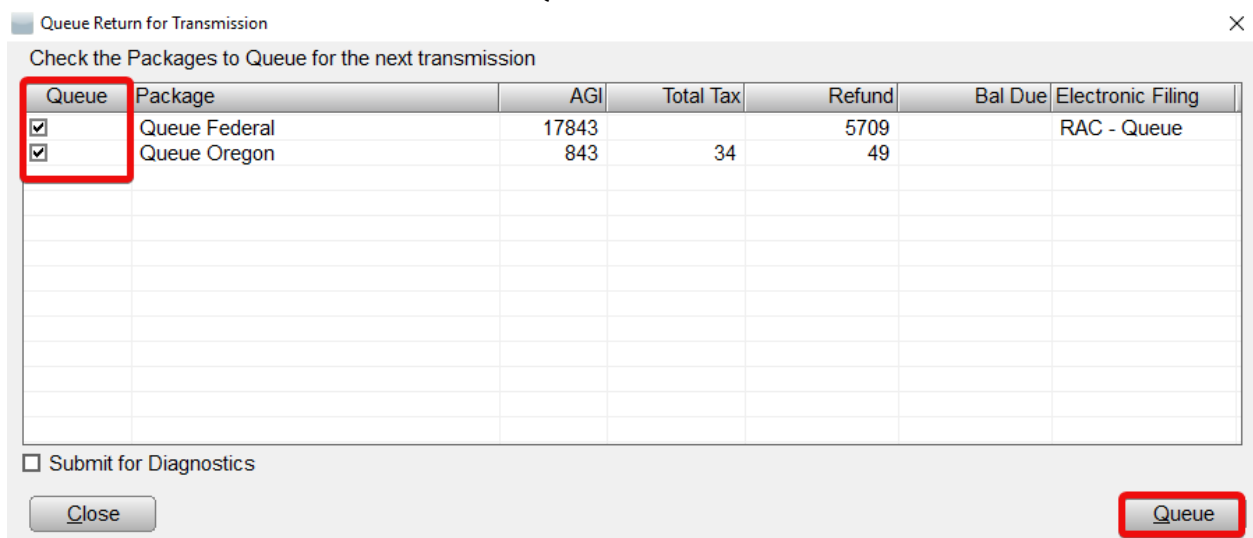 Queue Return for Transmission
Check the Packages to Queue for the next transmission
Queue Package AGI Total Tax Refund Bal Due Electronic Filing
Queue Federal 17843 5709 RAC - Queue
Queue Oregon 843 34 49
Submit for Diagnostics
Close Queue